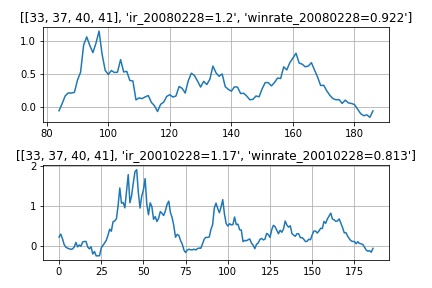 [[33, 37, 40, 41], 'ir_20080228=1.2', 'winrate_20080228=0.922']
1.0
0.5
0.0
80 100 120 140 160 180
[[33, 37, 40, 41], 'ir_20010228=1.17', 'winrate_20010228=0.813']
2
1
0
0 25 50 75 100 125 150 175